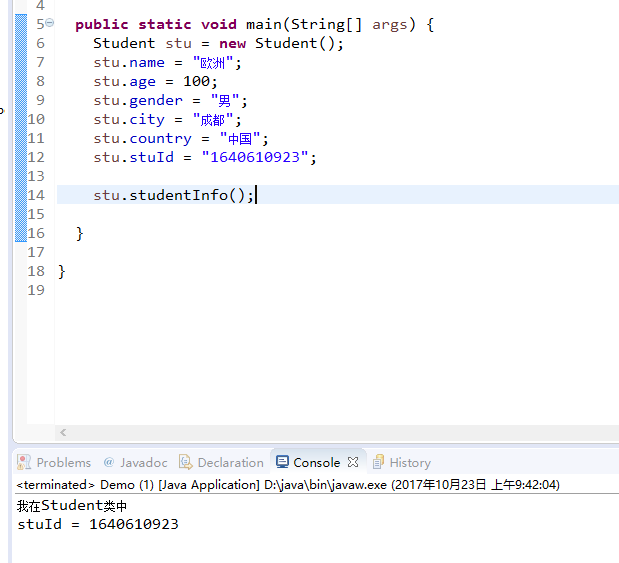 4
5 public static void main(String[] args) {
6 Student stu = new Student();
7 stu.name = "欧洲";
8 stu.age = 100;
9 stu.gender = "男";
10 stu.city = "成都";
11 stu.country = "中国";
12 stu.stuId = "1640610923";
13
14 stu.studentInfo();
15
16 }
17
18 }
19
Problems @ Javadoc Declaration Console History
<terminated> Demo (1) [Java Application] D:\java\bin\javaw.exe (2017年10月23日 上午9:42:04)
我在Student类中
stuId = 1640610923